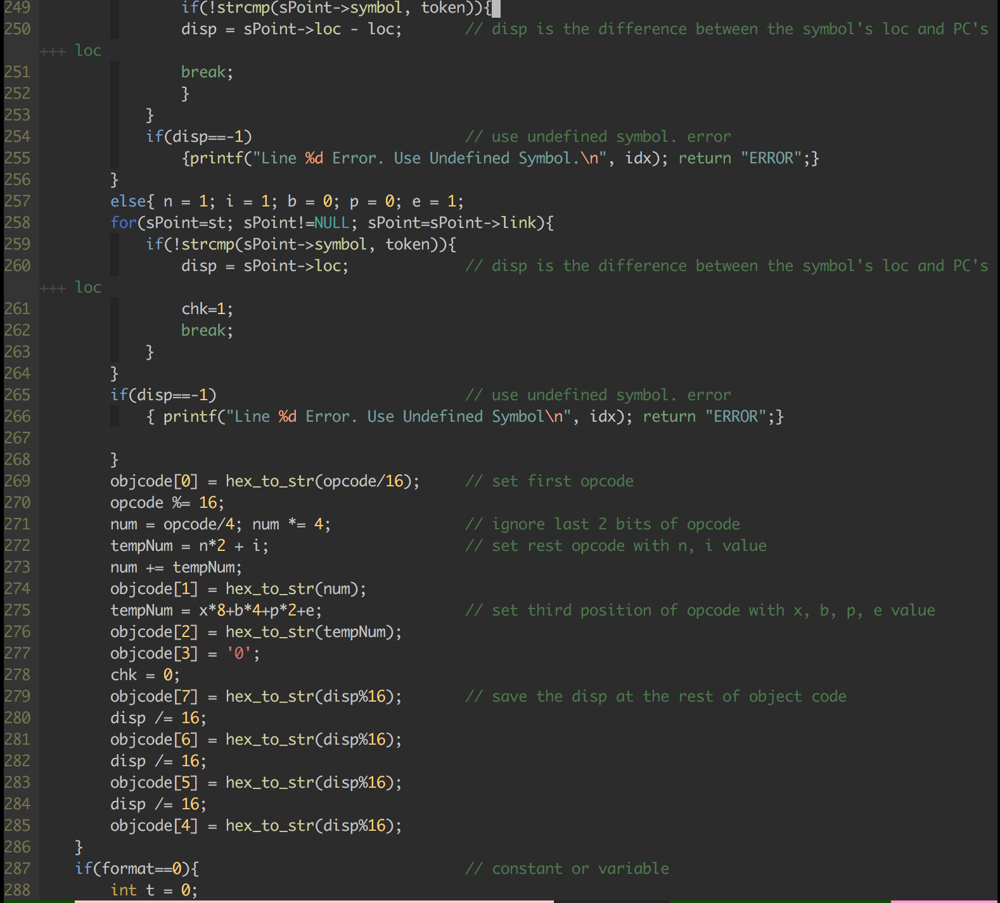 249                 if(!strcmp(sPoint->symbol, token)){
250                 disp = sPoint->loc - loc;       // disp is the difference between the symbol's loc and PC's
    +++ loc
251                 break;
252                 }
253             }
254             if(disp==-1)                        // use undefined symbol. error
255                 {printf("Line %d Error. Use Undefined Symbol.\n", idx); return "ERROR";}
256         }
257         else{ n = 1; i = 1; b = 0; p = 0; e = 1;
258         for(sPoint=st; sPoint!=NULL; sPoint=sPoint->link){
259             if(!strcmp(sPoint->symbol, token)){
260                 disp = sPoint->loc;             // disp is the difference between the symbol's loc and PC's
    +++ loc
261                 chk=1;
262                 break;
263             }
264         }
265         if(disp==-1)                            // use undefined symbol. error
266             { printf("Line %d Error. Use Undefined Symbol\n", idx); return "ERROR";}
267
268         }
269         objcode[0] = hex_to_str(opcode/16);     // set first opcode
270         opcode %= 16;
271         num = opcode/4; num *= 4;               // ignore last 2 bits of opcode
272         tempNum = n*2 + i;                      // set rest opcode with n, i value
273         num += tempNum;
274         objcode[1] = hex_to_str(num);
275         tempNum = x*8+b*4+p*2+e;                // set third position of opcode with x, b, p, e value
276         objcode[2] = hex_to_str(tempNum);
277         objcode[3] = '0';
278         chk = 0;
279         objcode[7] = hex_to_str(disp%16);       // save the disp at the rest of object code
280         disp /= 16;
281         objcode[6] = hex_to_str(disp%16);
282         disp /= 16;
283         objcode[5] = hex_to_str(disp%16);
284         disp /= 16;
285         objcode[4] = hex_to_str(disp%16);
286     }
287     if(format==0){                              // constant or variable
288         int t = 0;